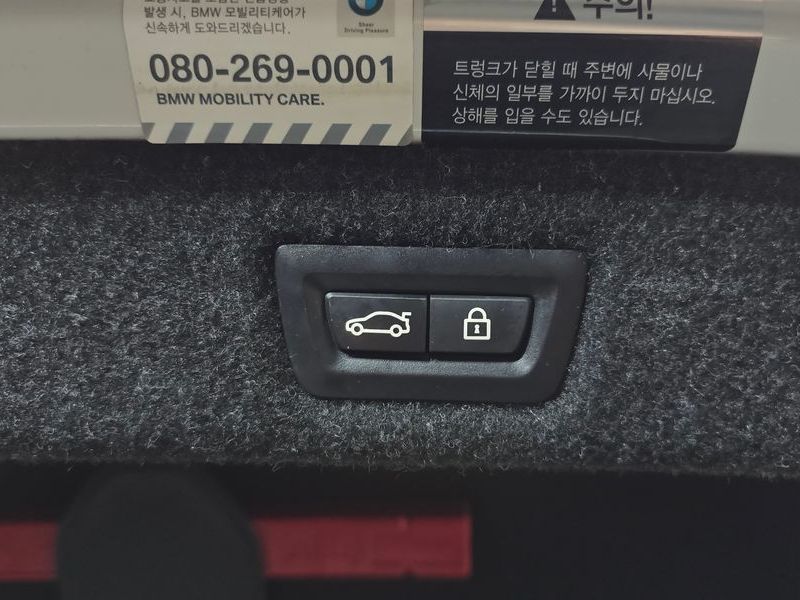 발생 시, BMW 모빌리티케어가
신속하게 도와드리겠습니다.
Sheer
Driving Pleasure
080-269-0001
BMW MOBILITY CARE.
주의!
트렁크가 닫힐 때 주변에 사물이나
신체의 일부를 가까이 두지 마십시오.
상해를 입을 수도 있습니다.